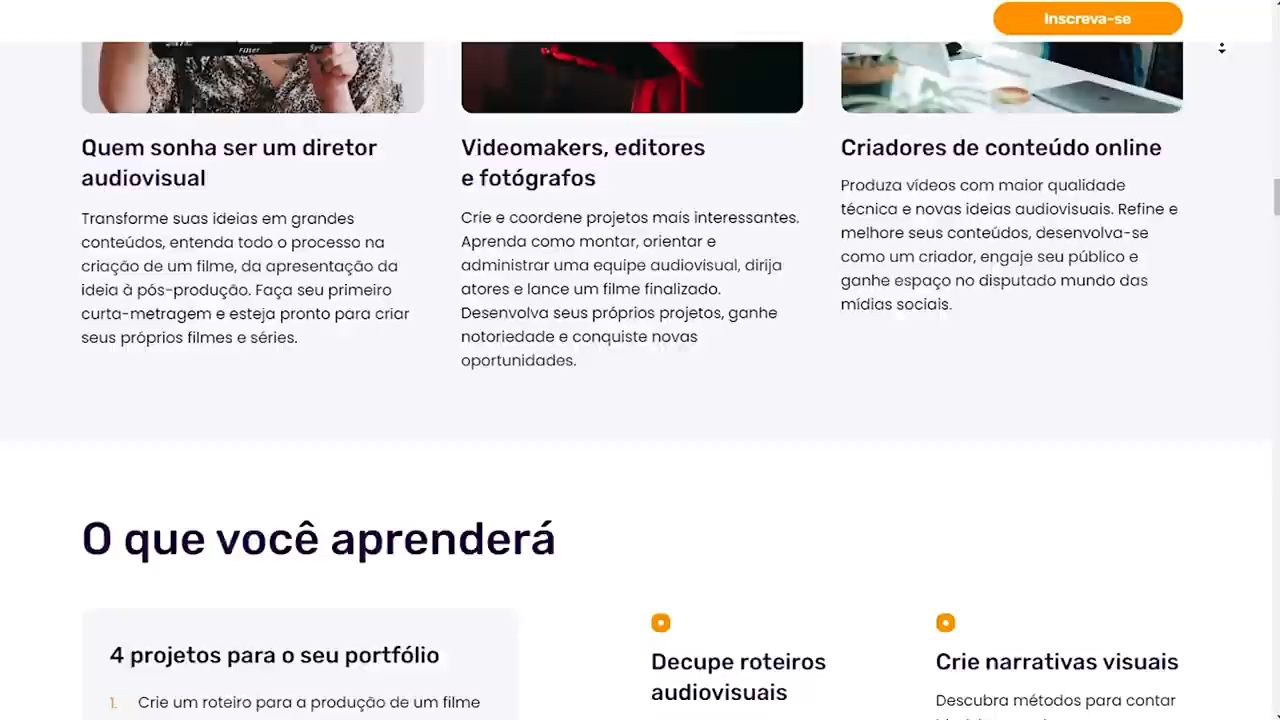 Inscreva-se
Filter
Quem sonha ser um diretor
audiovisual
Transforme suas ideias em grandes
conteúdos, entenda todo o processo na
criação de um filme, da apresentação da
ideia à pós-produção. Faça seu primeiro
curta-metragem e esteja pronto para criar
seus próprios filmes e séries.
Videomakers, editores
e fotógrafos
Crie e coordene projetos mais interessantes.
Aprenda como montar, orientar e
administrar uma equipe audiovisual, dirija
atores e lance um filme finalizado.
Desenvolva seus próprios projetos, ganhe
notoriedade e conquiste novas
oportunidades.
Criadores de conteúdo online
Produza vídeos com maior qualidade
técnica e novas ideias audiovisuais. Refine e
melhore seus conteúdos, desenvolva-se
como um criador, engaje seu público e
ganhe espaço no disputado mundo das
mídias sociais.
O que você aprenderá
4 projetos para o seu portfólio
1. Crie um roteiro para a produção de um filme
Decupe roteiros
audiovisuais
Crie narrativas visuais
Descubra métodos para contar